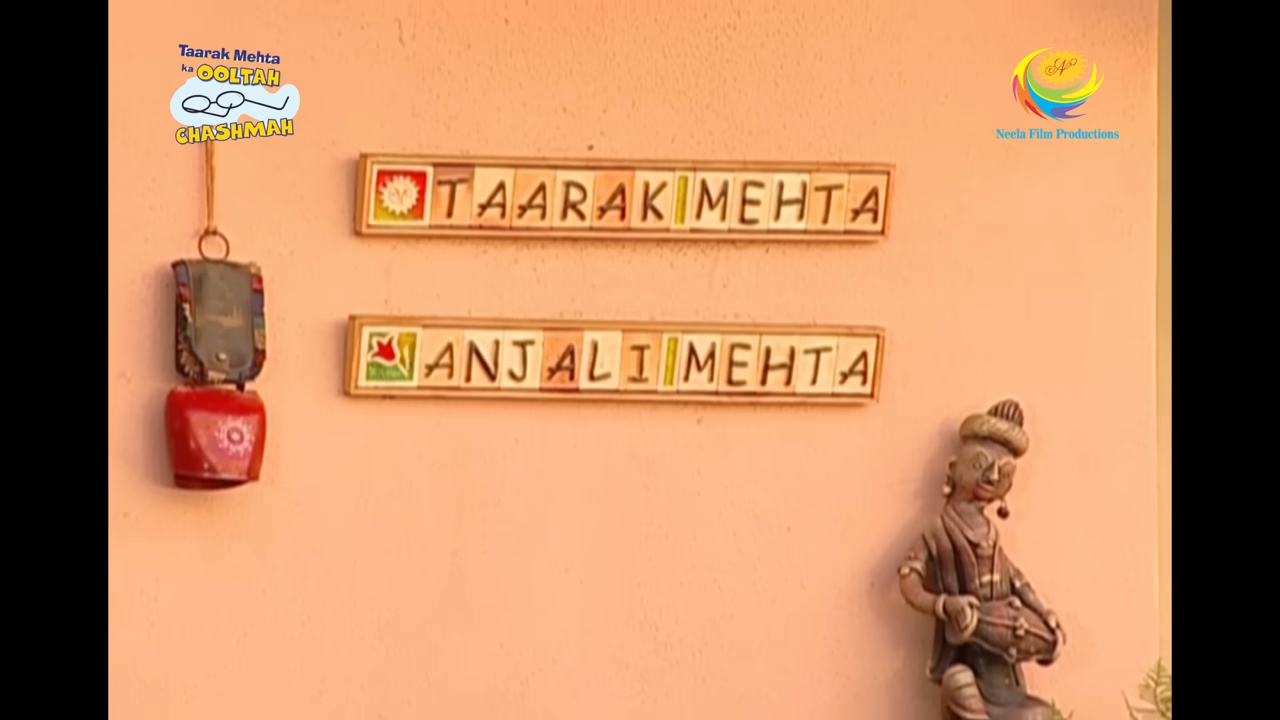 Taarak Mehta
ka OOLTAH
CHASHMAH
Neela Film Productions
TAARAK MEHTA
ANJALI MEHTA